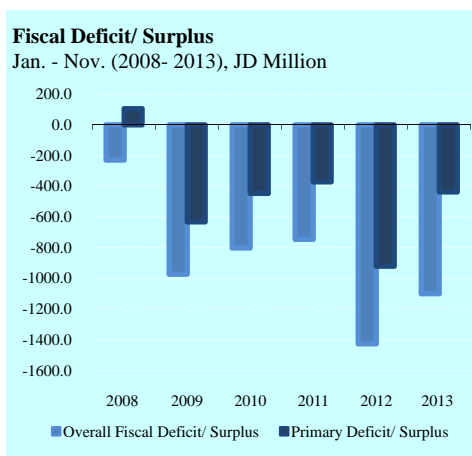 Fiscal Deficit/ Surplus
Jan. - Nov. (2008- 2013), JD Million
200.0
0.0
-200.0
-400.0
-600.0
-800.0
-1000.0
-1200.0
-1400.0
-1600.0
2008 2009 2010 2011 2012 2013
Overall Fiscal Deficit/ Surplus Primary Deficit/ Surplus